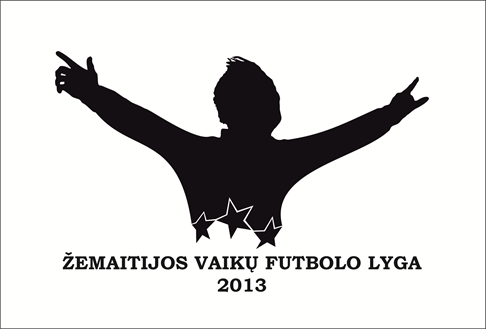 ŽEMAITIJOS VAIKŲ FUTBOLO LYGA
2013